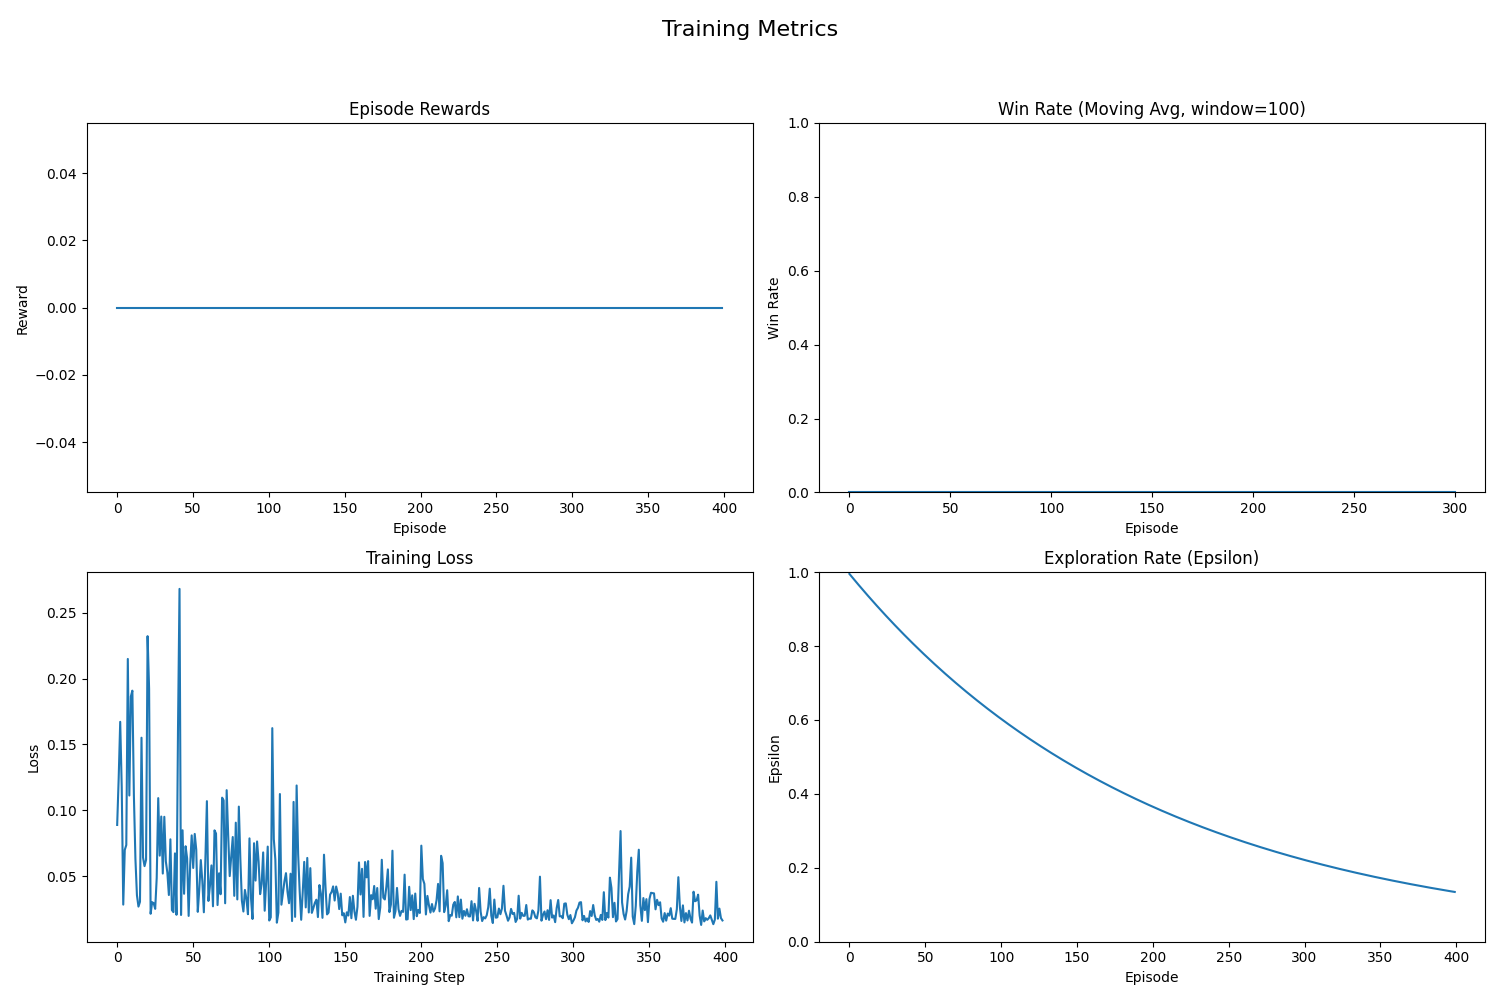 Training Metrics
Episode Rewards
0.04
0.02
0.00
−0.02
−0.04
Reward
0 50 100 150 200 250 300 350 400
Episode
Win Rate (Moving Avg, window=100)
1.0
0.8
0.6
0.4
0.2
0.0
Win Rate
0 50 100 150 200 250 300
Episode
Training Loss
0.25
0.20
0.15
0.10
0.05
Loss
0 50 100 150 200 250 300 350 400
Training Step
Exploration Rate (Epsilon)
1.0
0.8
0.6
0.4
0.2
0.0
Epsilon
0 50 100 150 200 250 300 350 400
Episode